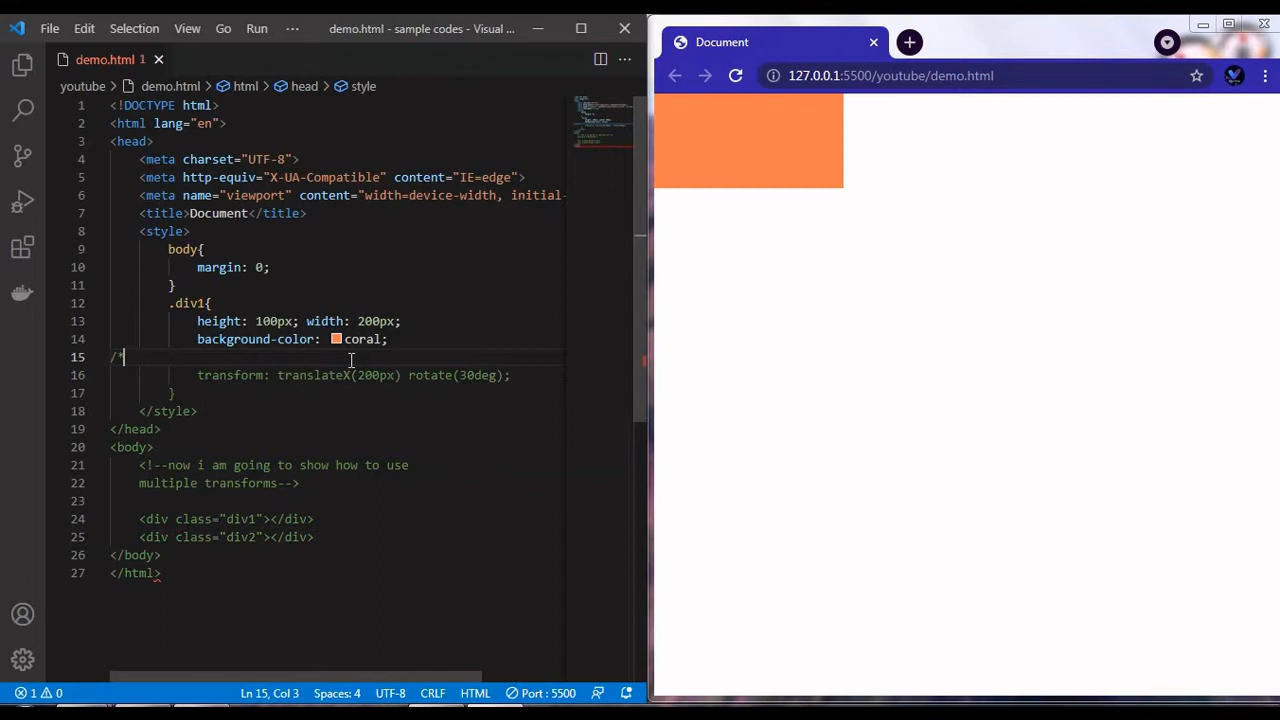 File Edit Selection View Go Run ··· demo.html - sample codes - Visual ...
demo.html 1
youtube > demo.html > html > head > style
1 <!DOCTYPE html>
2 <html lang="en">
3 <head>
4 <meta charset="UTF-8">
5 <meta http-equiv="X-UA-Compatible" content="IE=edge">
6 <meta name="viewport" content="width=device-width, initial-
7 <title>Document</title>
8 <style>
9 body{
10 margin: 0;
11 }
12 .div1{
13 height: 100px; width: 200px;
14 background-color: coral;
15 /*
16 transform: translateX(200px) rotate(30deg);
17 }
18 </style>
19 </head>
20 <body>
21 <!--now i am going to show how to use
22 multiple transforms-->
23
24 <div class="div1"></div>
25 <div class="div2"></div>
26 </body>
27 </html>
1 0 Ln 15, Col 3 Spaces: 4 UTF-8 CRLF HTML Port : 5500
Document
127.0.0.1:5500/youtube/demo.html